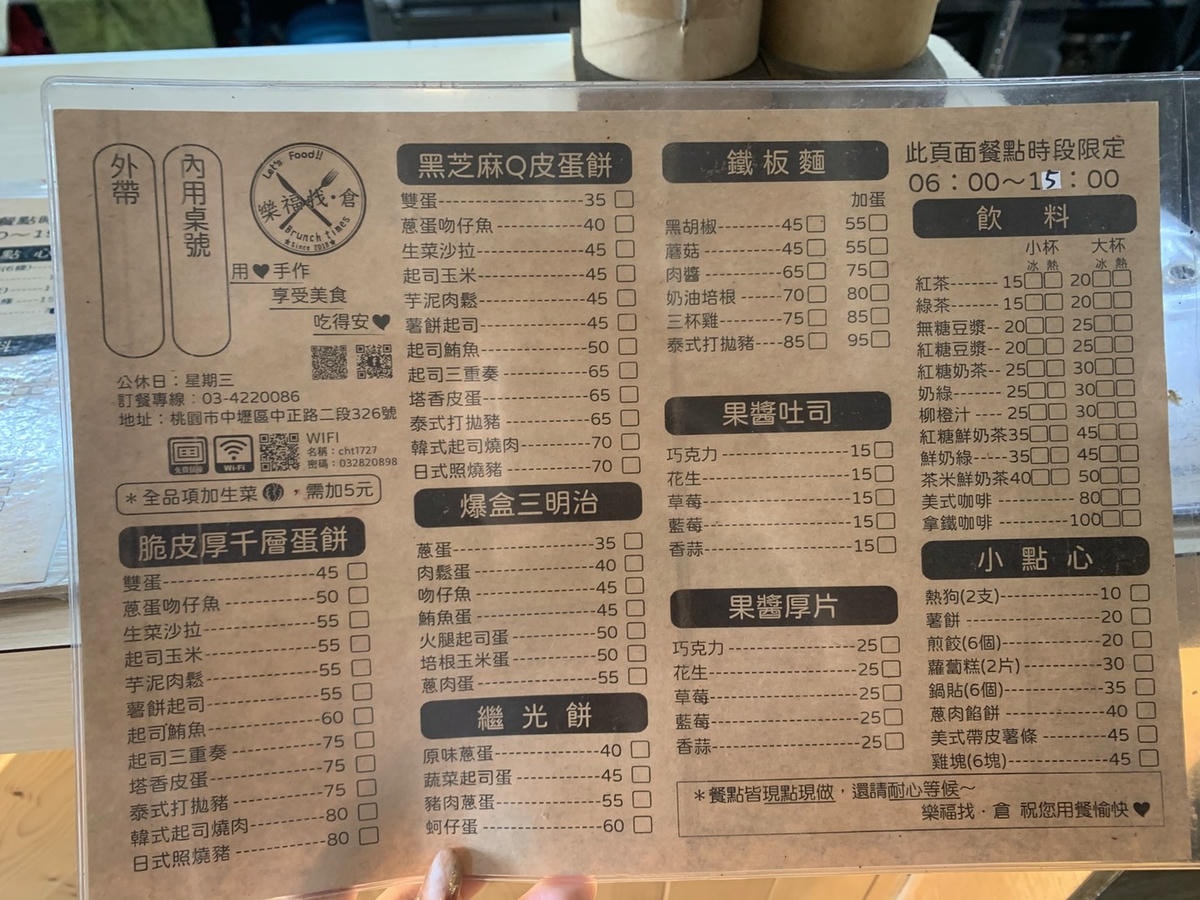 外帶
內用桌號
Let's Food!!
樂福找·倉
Brunch times
★Since 2013★
用♥手作
享受美食
吃得安♥
公休日：星期三
訂餐專線：03-4220086
地址：桃園市中壢區中正路二段326號
Wi-Fi
WIFI
名稱：cht1727
密碼：032820898
＊全品項加生菜，需加5元
脆皮厚千層蛋餅
雙蛋 45
蔥蛋吻仔魚 50
生菜沙拉 55
起司玉米 55
芋泥肉鬆 55
薯餅起司 55
起司鮪魚 60
起司三重奏 75
塔香皮蛋 75
泰式打拋豬 75
韓式起司燒肉 80
日式照燒豬 80
黑芝麻Q皮蛋餅
雙蛋 35
蔥蛋吻仔魚 40
生菜沙拉 45
起司玉米 45
芋泥肉鬆 45
薯餅起司 45
起司鮪魚 50
起司三重奏 65
塔香皮蛋 65
泰式打拋豬 65
韓式起司燒肉 70
日式照燒豬 70
爆盒三明治
蔥蛋 35
肉鬆蛋 40
吻仔魚 45
鮪魚蛋 45
火腿起司蛋 50
培根玉米蛋 50
蔥肉蛋 55
繼光餅
原味蔥蛋 40
蔬菜起司蛋 45
豬肉蔥蛋 55
蚵仔蛋 60
鐵板麵
加蛋
黑胡椒 45 55
蘑菇 45 55
肉醬 65 75
奶油培根 70 80
三杯雞 75 85
泰式打拋豬 85 95
果醬吐司
巧克力 15
花生 15
草莓 15
藍莓 15
香蒜 15
果醬厚片
巧克力 25
花生 25
草莓 25
藍莓 25
香蒜 25
此頁面餐點時段限定
06：00～15：00
飲料
小杯 大杯
冰 熱 冰 熱
紅茶 15 20
綠茶 15 20
無糖豆漿 20 25
紅糖豆漿 20 25
紅糖奶茶 25 30
奶綠 25 30
柳橙汁 25 30
紅糖鮮奶茶 35 45
鮮奶綠 35 45
茶米鮮奶茶 40 50
美式咖啡 80
拿鐵咖啡 100
小點心
熱狗(2支) 10
薯餅 20
煎餃(6個) 20
蘿蔔糕(2片) 30
鍋貼(6個) 35
蔥肉餡餅 40
美式帶皮薯條 45
雞塊(6塊) 45
＊餐點皆現點現做，還請耐心等候～
樂福找·倉 祝您用餐愉快♥